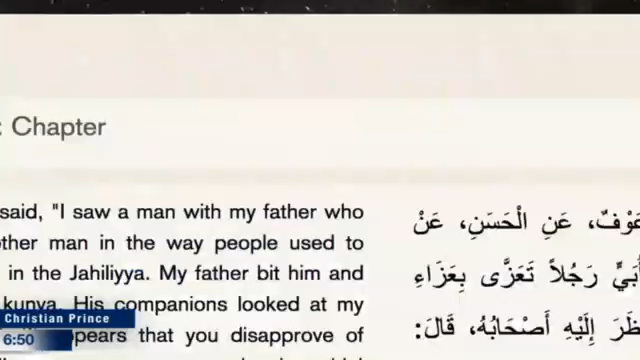 : Chapter
said, "I saw a man with my father who
other man in the way people used to
in the Jahiliyya. My father bit him and
kunya. His companions looked at my
appears that you disapprove of
عَوْفٌ، عَنِ الْحَسَنِ، عَنْ
أُبَيٍّ رَجُلاً تَعَزَّى بِعَزَاءِ
نَظَرَ إِلَيْهِ أَصْحَابُهُ، قَالَ:
Christian Prince
6:50